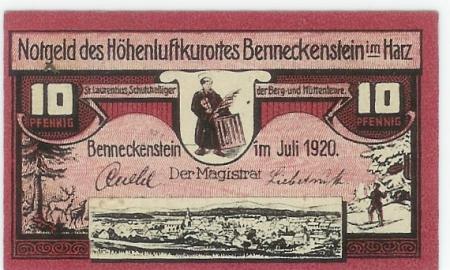 Notgeld des Höhenluftkurortes Benneckenstein im Harz
St. Laurentius, Schutzheiliger der Berg- und Hüttenleute.
10 PFENNIG
10 PFENNIG
Benneckenstein im Juli 1920.
Der Magistrat